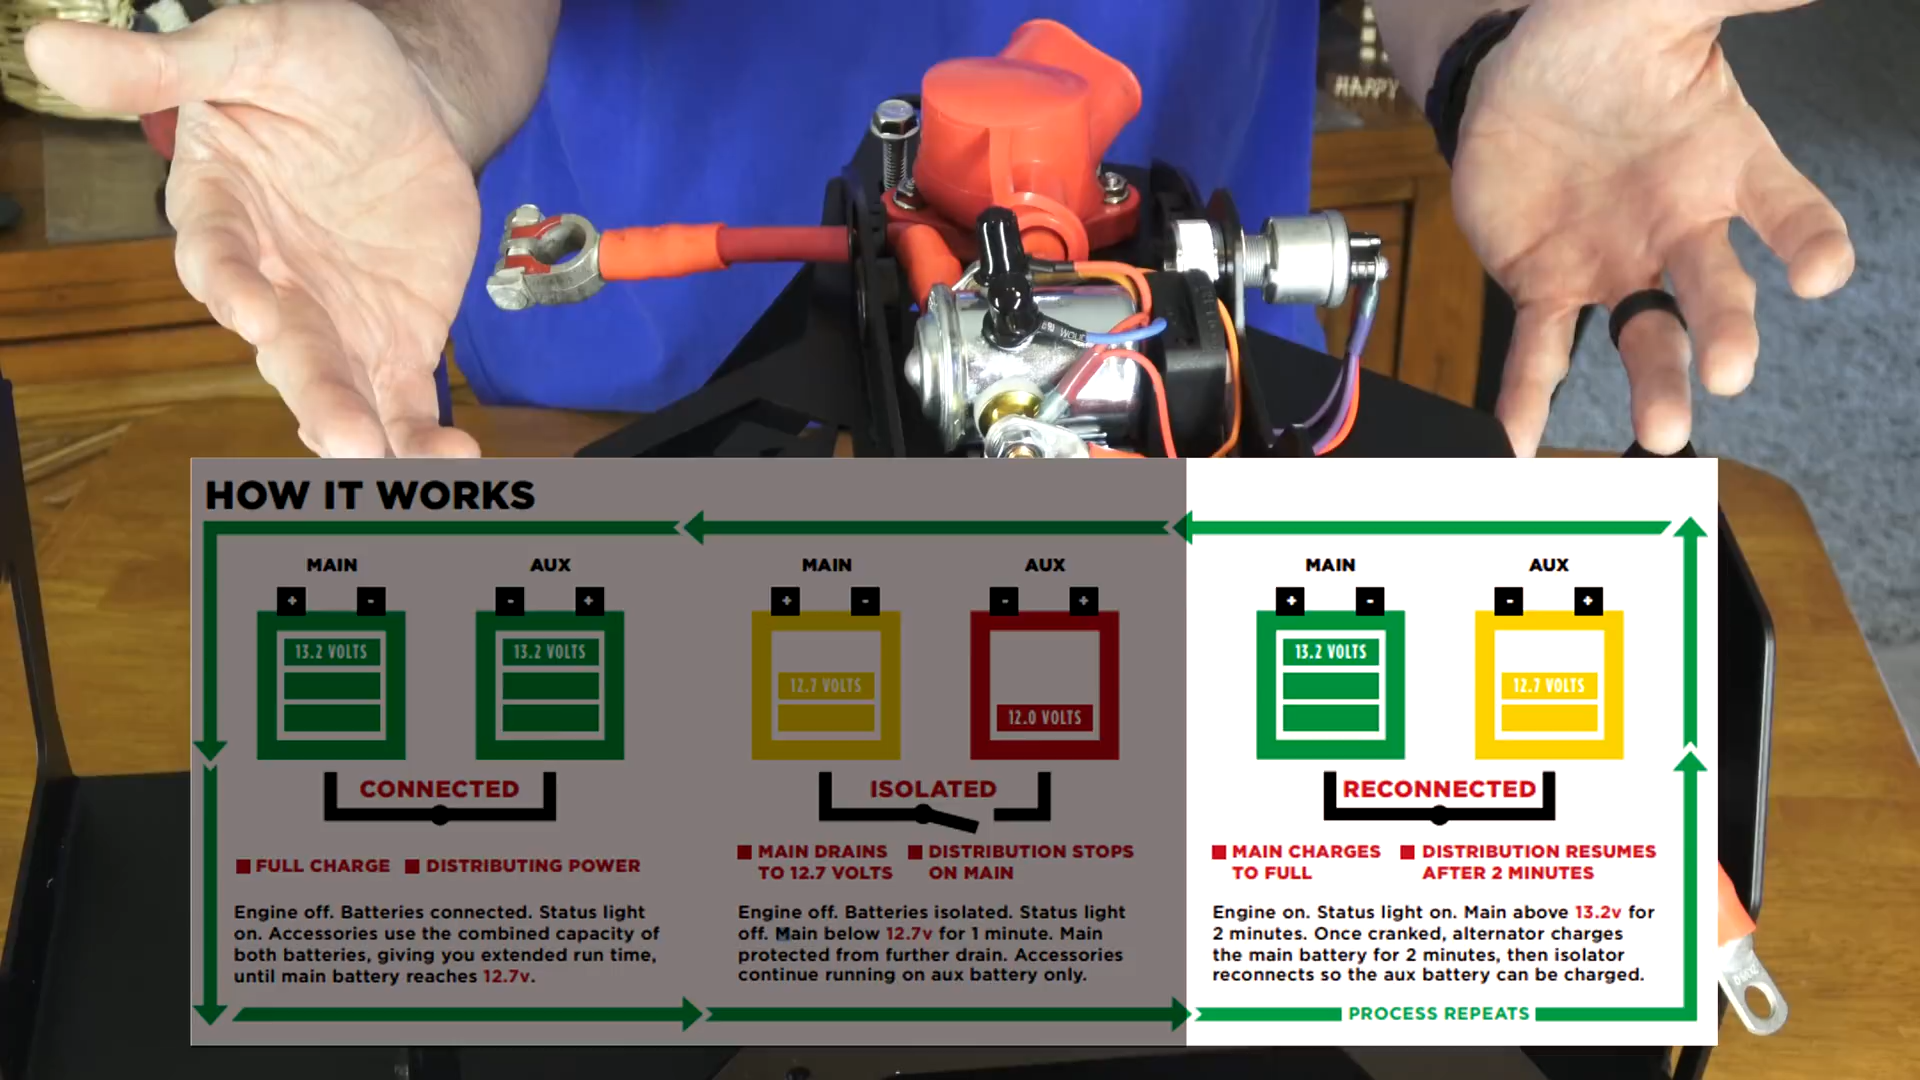 HAPPY
HOW IT WORKS
MAIN
AUX
+
-
-
+
13.2 VOLTS
13.2 VOLTS
CONNECTED
FULL CHARGE
DISTRIBUTING POWER
Engine off. Batteries connected. Status light
on. Accessories use the combined capacity of
both batteries, giving you extended run time,
until main battery reaches 12.7v.
MAIN
AUX
+
-
-
+
12.7 VOLTS
12.0 VOLTS
ISOLATED
MAIN DRAINS
TO 12.7 VOLTS
DISTRIBUTION STOPS
ON MAIN
Engine off. Batteries isolated. Status light
off. Main below 12.7v for 1 minute. Main
protected from further drain. Accessories
continue running on aux battery only.
MAIN
AUX
+
-
-
+
13.2 VOLTS
12.7 VOLTS
RECONNECTED
MAIN CHARGES
TO FULL
DISTRIBUTION RESUMES
AFTER 2 MINUTES
Engine on. Status light on. Main above 13.2v for
2 minutes. Once cranked, alternator charges
the main battery for 2 minutes, then isolator
reconnects so the aux battery can be charged.
PROCESS REPEATS